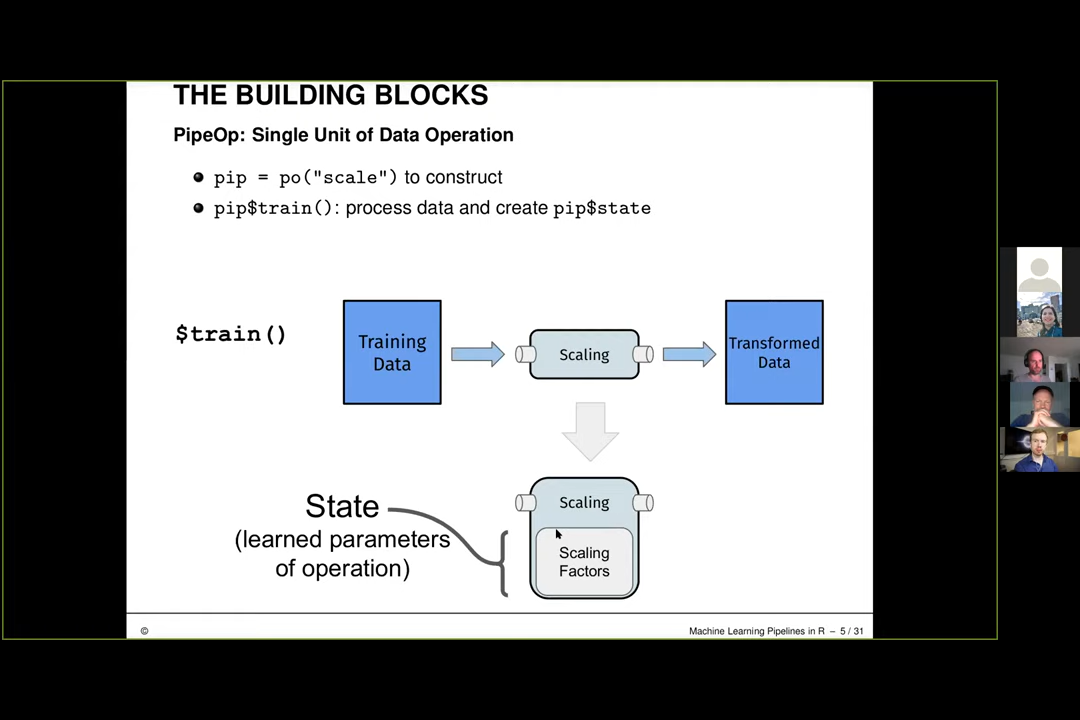 THE BUILDING BLOCKS
PipeOp: Single Unit of Data Operation
pip = po("scale") to construct
pip$train(): process data and create pip$state
$train()
Training
Data
Scaling
Transformed
Data
State
(learned parameters
of operation)
Scaling
Scaling
Factors
©
Machine Learning Pipelines in R – 5 / 31